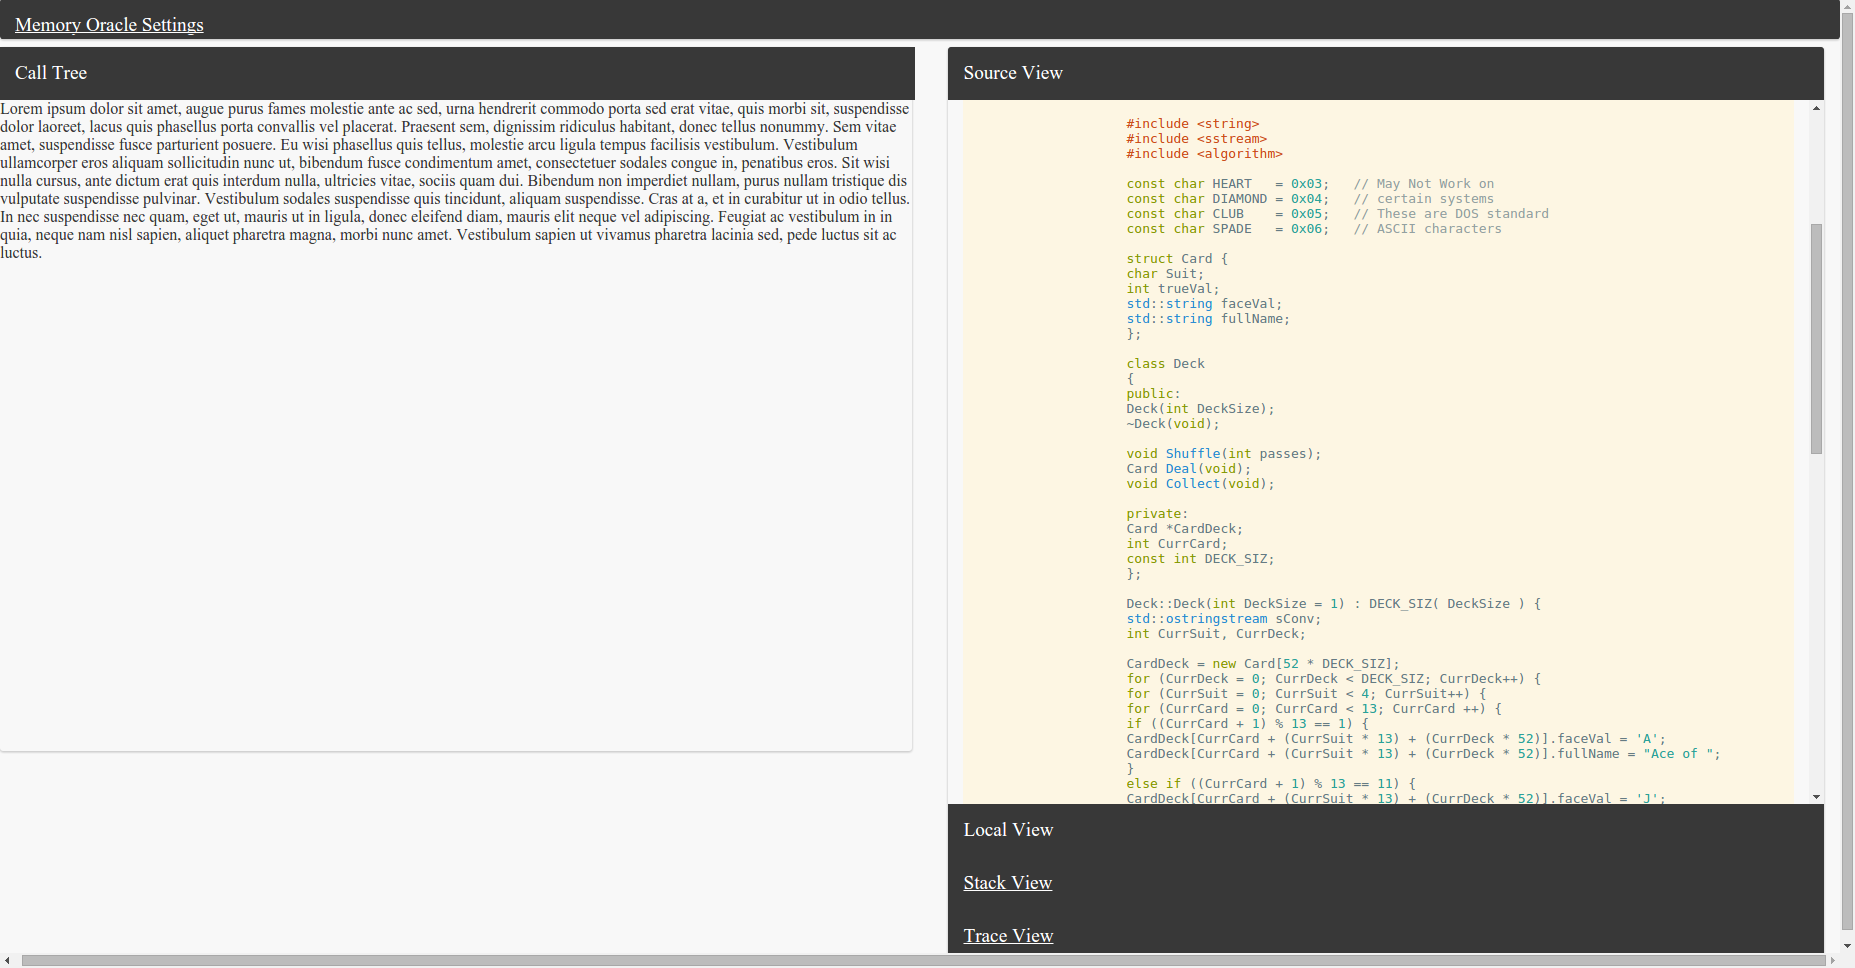 Memory Oracle Settings
Call Tree
Lorem ipsum dolor sit amet, augue purus fames molestie ante ac sed, urna hendrerit commodo porta sed erat vitae, quis morbi sit, suspendisse
dolor laoreet, lacus quis phasellus porta convallis vel placerat. Praesent sem, dignissim ridiculus habitant, donec tellus nonummy. Sem vitae
amet, suspendisse fusce parturient posuere. Eu wisi phasellus quis tellus, molestie arcu ligula tempus facilisis vestibulum. Vestibulum
ullamcorper eros aliquam sollicitudin nunc ut, bibendum fusce condimentum amet, consectetuer sodales congue in, penatibus eros. Sit wisi
nulla cursus, ante dictum erat quis interdum nulla, ultricies vitae, sociis quam dui. Bibendum non imperdiet nullam, purus nullam tristique dis
vulputate suspendisse pulvinar. Vestibulum sodales suspendisse quis tincidunt, aliquam suspendisse. Cras at a, et in curabitur ut in odio tellus.
In nec suspendisse nec quam, eget ut, mauris ut in ligula, donec eleifend diam, mauris elit neque vel adipiscing. Feugiat ac vestibulum in in
quia, neque nam nisl sapien, aliquet pharetra magna, morbi nunc amet. Vestibulum sapien ut vivamus pharetra lacinia sed, pede luctus sit ac
luctus.
Source View
#include <string>
#include <sstream>
#include <algorithm>
const char HEART   = 0x03;   // May Not Work on
const char DIAMOND = 0x04;   // certain systems
const char CLUB    = 0x05;   // These are DOS standard
const char SPADE   = 0x06;   // ASCII characters
struct Card {
char Suit;
int trueVal;
std::string faceVal;
std::string fullName;
};
class Deck
{
public:
Deck(int DeckSize);
~Deck(void);
void Shuffle(int passes);
Card Deal(void);
void Collect(void);
private:
Card *CardDeck;
int CurrCard;
const int DECK_SIZ;
};
Deck::Deck(int DeckSize = 1) : DECK_SIZ( DeckSize ) {
std::ostringstream sConv;
int CurrSuit, CurrDeck;
CardDeck = new Card[52 * DECK_SIZ];
for (CurrDeck = 0; CurrDeck < DECK_SIZ; CurrDeck++) {
for (CurrSuit = 0; CurrSuit < 4; CurrSuit++) {
for (CurrCard = 0; CurrCard < 13; CurrCard ++) {
if ((CurrCard + 1) % 13 == 1) {
CardDeck[CurrCard + (CurrSuit * 13) + (CurrDeck * 52)].faceVal = 'A';
CardDeck[CurrCard + (CurrSuit * 13) + (CurrDeck * 52)].fullName = "Ace of ";
}
else if ((CurrCard + 1) % 13 == 11) {
CardDeck[CurrCard + (CurrSuit * 13) + (CurrDeck * 52)].faceVal = 'J';
Local View
Stack View
Trace View